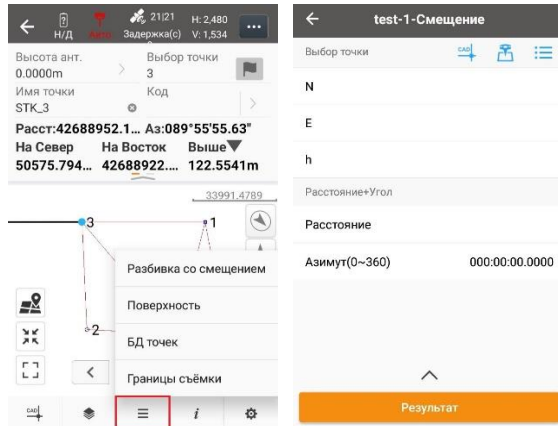 ? 21|21 H: 2,480 ...
Н/Д Авто Задержка(с) V: 1,534
Высота ант. Выбор точки
0.0000m 3
Имя точки Код
STK_3
Расст:42688952.1... Аз:089°55'55.63"
На Север На Восток Выше
50575.794... 42688922.... 122.5541m
33991.4789
3 1
2
Разбивка со смещением
Поверхность
БД точек
Границы съёмки
CAD i
test-1-Смещение
Выбор точки CAD
N
E
h
Расстояние+Угол
Расстояние
Азимут(0~360) 000:00:00.0000
Результат